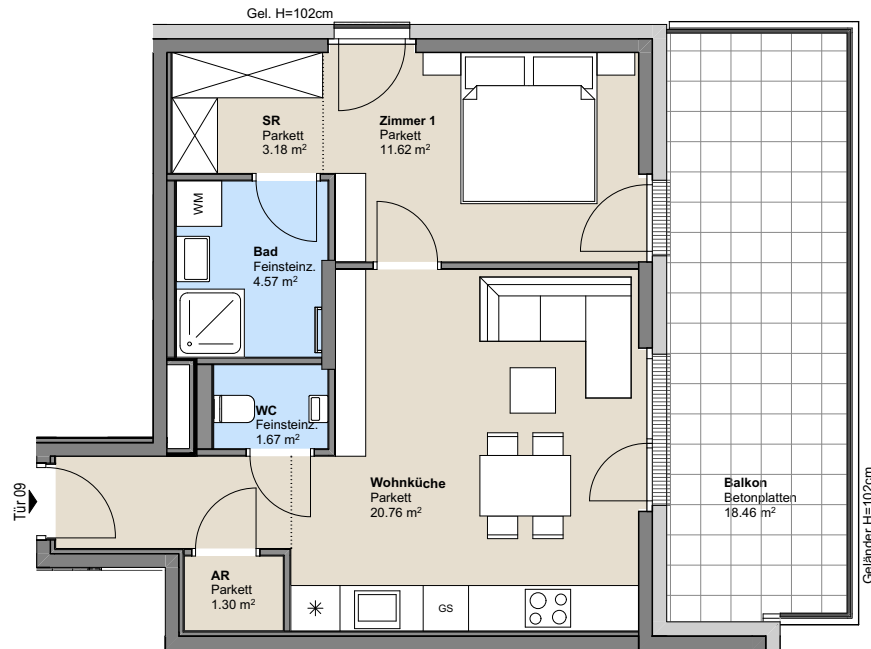 Gel. H=102cm
SR
Parkett
3.18 m²
Zimmer 1
Parkett
11.62 m²
WM
Bad
Feinsteinz.
4.57 m²
WC
Feinsteinz.
1.67 m²
Wohnküche
Parkett
20.76 m²
Balkon
Betonplatten
18.46 m²
Geländer H=102cm
Tür 09
AR
Parkett
1.30 m²
GS